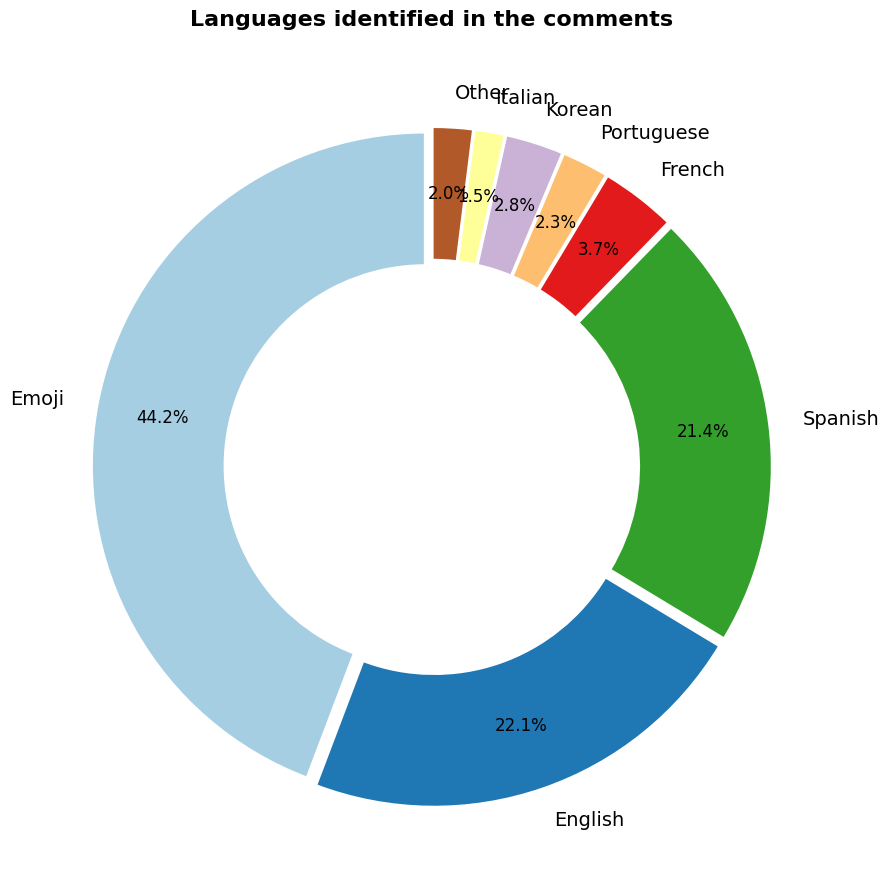 Languages identified in the comments
Other
Italian
Korean
Portuguese
French
2.0%
1.5%
2.8%
2.3%
3.7%
Emoji
44.2%
21.4%
Spanish
22.1%
English